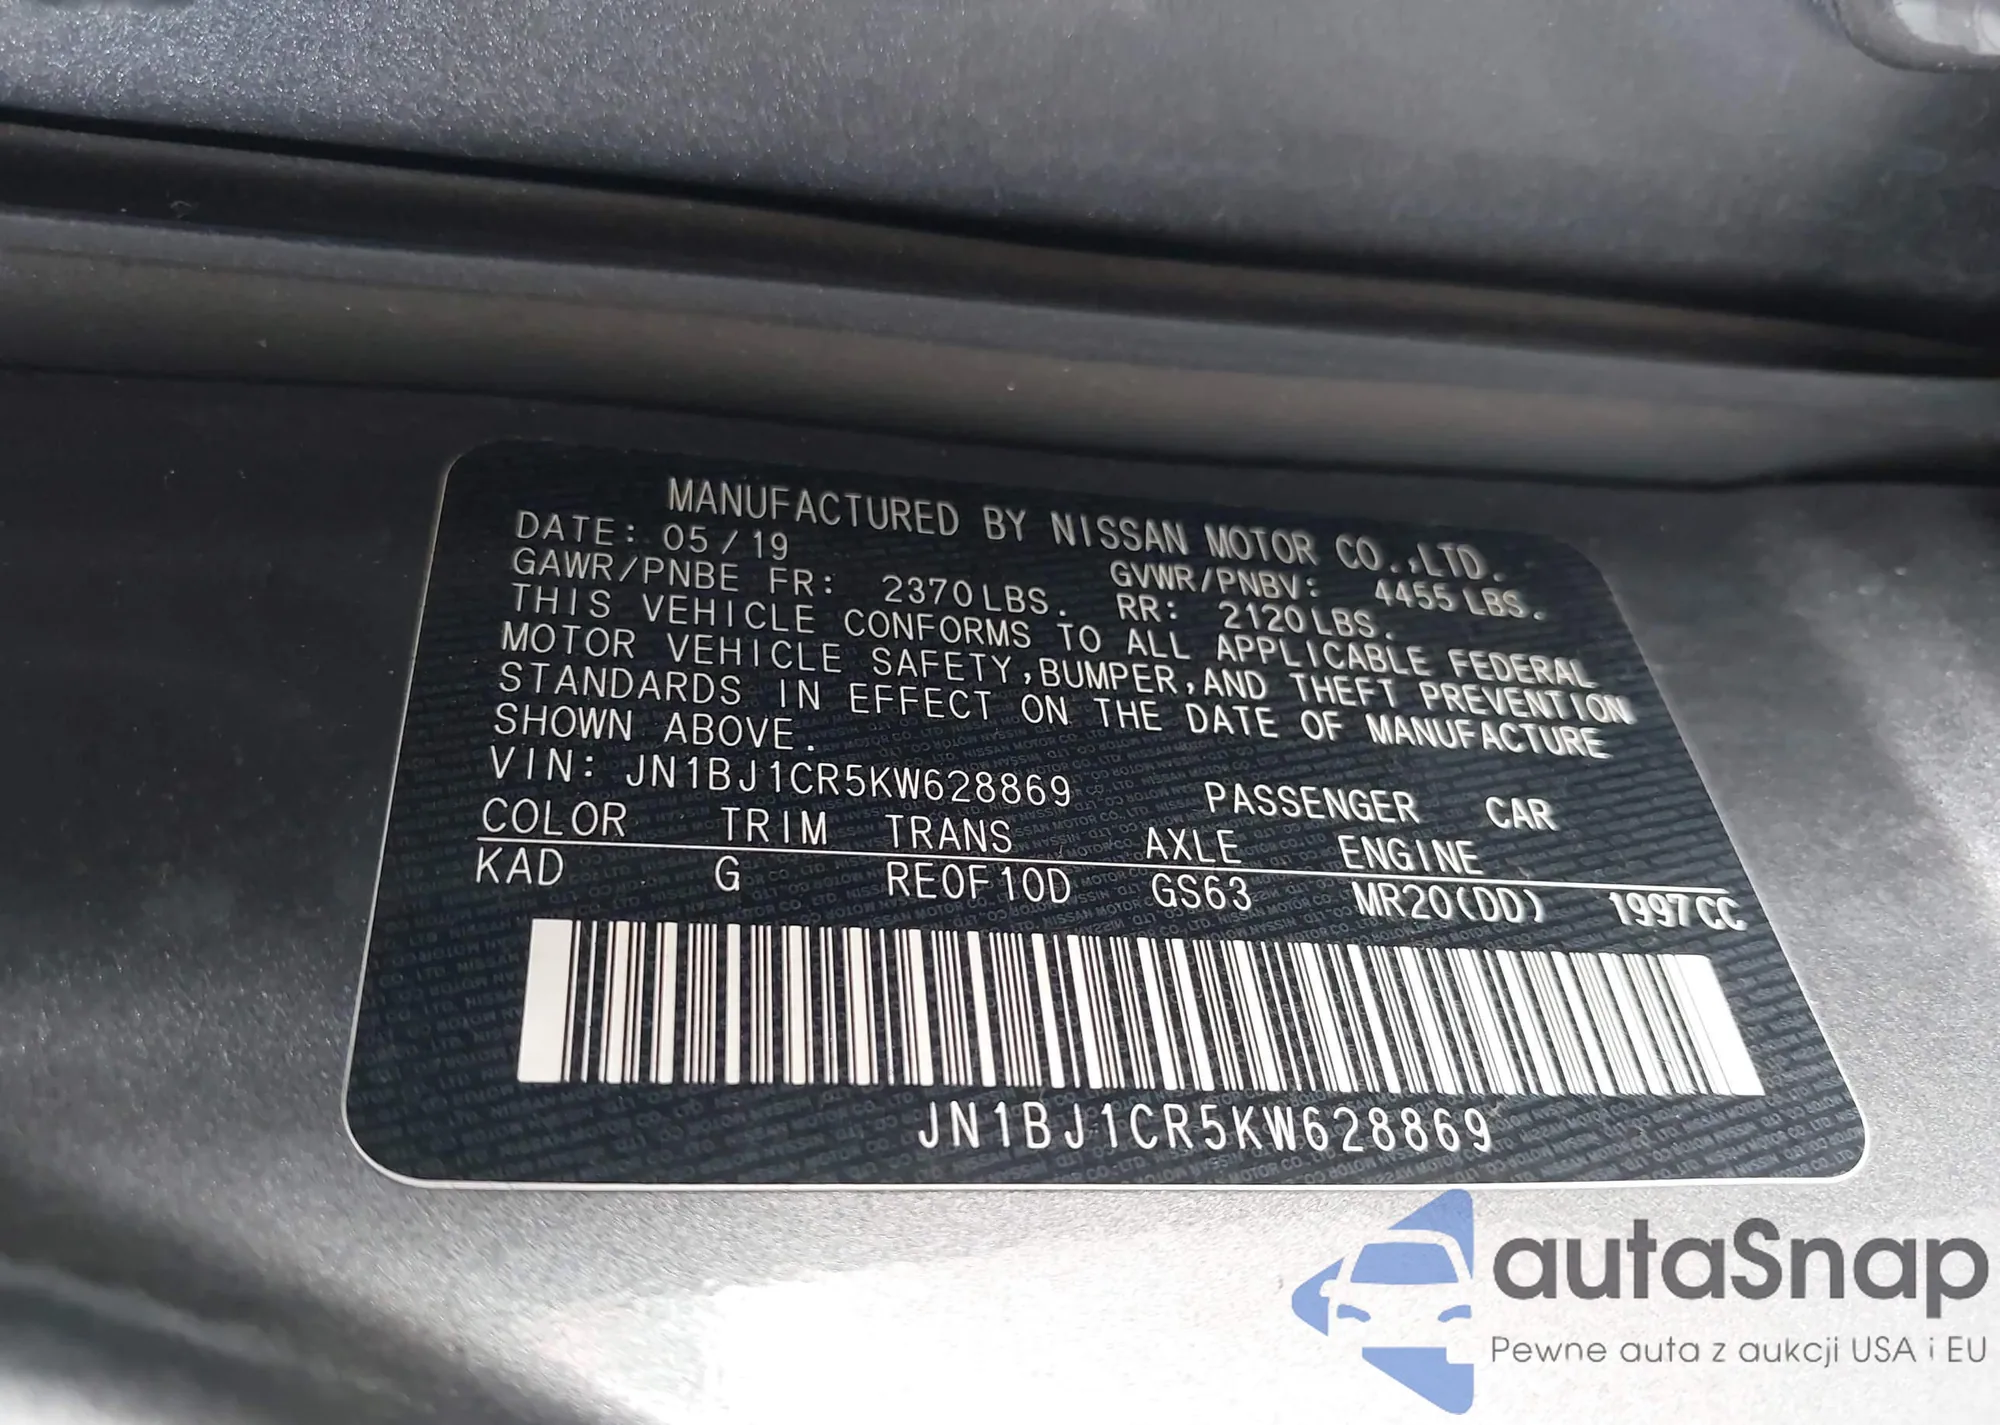 MANUFACTURED BY NISSAN MOTOR CO.,LTD.
DATE: 05/19 GVWR/PNBV: 4455LBS.
GAWR/PNBE FR: 2370LBS. RR: 2120LBS.
THIS VEHICLE CONFORMS TO ALL APPLICABLE FEDERAL
MOTOR VEHICLE SAFETY,BUMPER,AND THEFT PREVENTION
STANDARDS IN EFFECT ON THE DATE OF MANUFACTURE
SHOWN ABOVE.
VIN: JN1BJ1CR5KW628869 PASSENGER CAR
COLOR TRIM TRANS AXLE ENGINE
KAD G RE0F10D GS63 MR20(DD) 1997CC
JN1BJ1CR5KW628869
autaSnap
Pewne auta z aukcji USA i EU